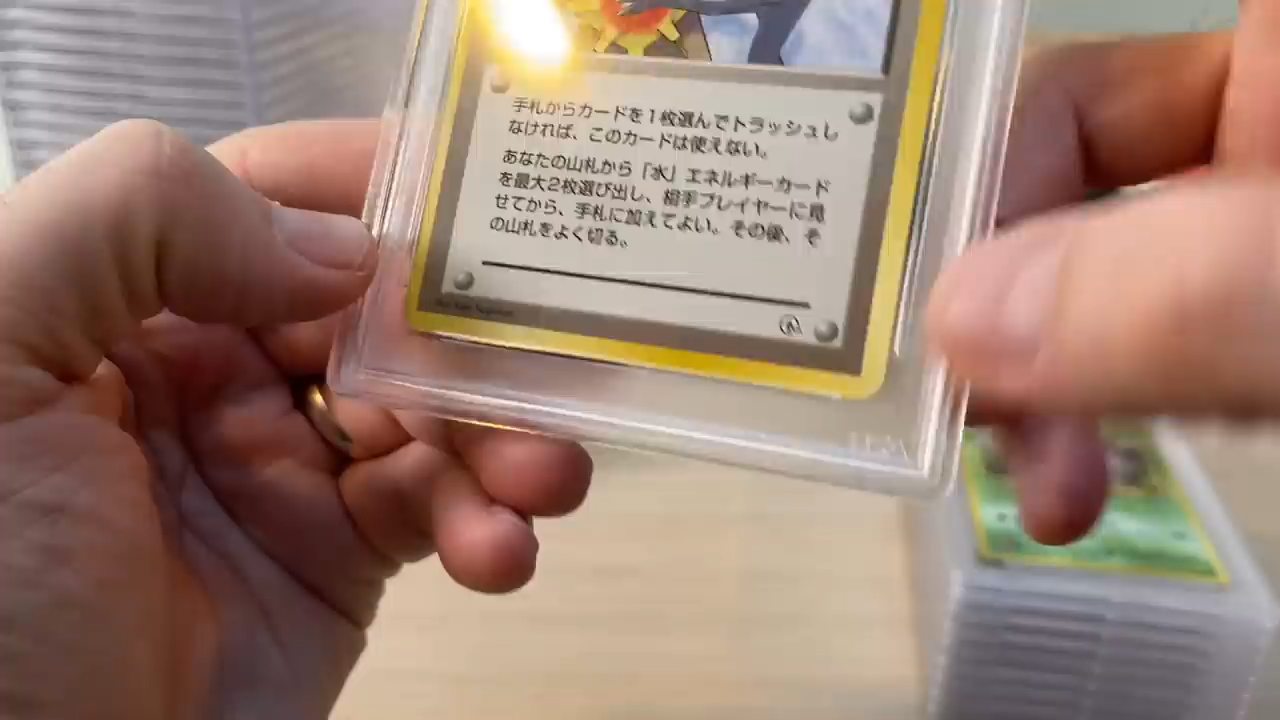 手札からカードを1枚選んでトラッシュし
なければ、このカードは使えない。
あなたの山札から「水」エネルギーカード
を最大2枚選び出し、相手プレイヤーに見
せてから、手札に加えてよい。その後、そ
の山札をよく切る。